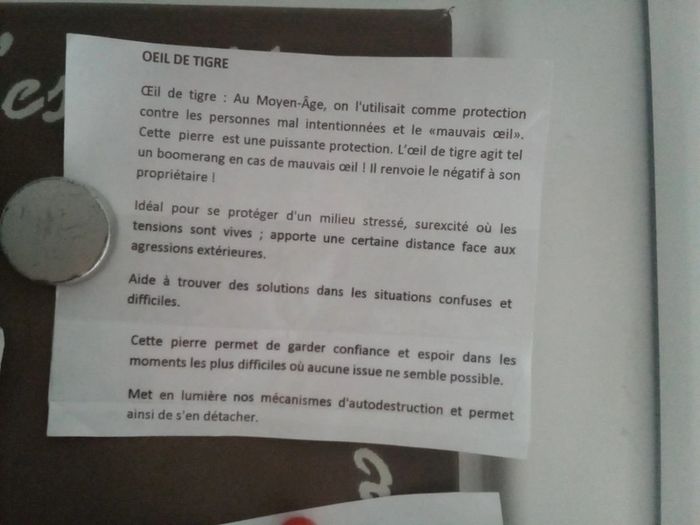 OEIL DE TIGRE
Œil de tigre : Au Moyen-Âge, on l'utilisait comme protection
contre les personnes mal intentionnées et le «mauvais œil».
Cette pierre est une puissante protection. L'œil de tigre agit tel
un boomerang en cas de mauvais œil ! Il renvoie le négatif à son
propriétaire !
Idéal pour se protéger d'un milieu stressé, surexcité où les
tensions sont vives ; apporte une certaine distance face aux
agressions extérieures.
Aide à trouver des solutions dans les situations confuses et
difficiles.
Cette pierre permet de garder confiance et espoir dans les
moments les plus difficiles où aucune issue ne semble possible.
Met en lumière nos mécanismes d'autodestruction et permet
ainsi de s'en détacher.